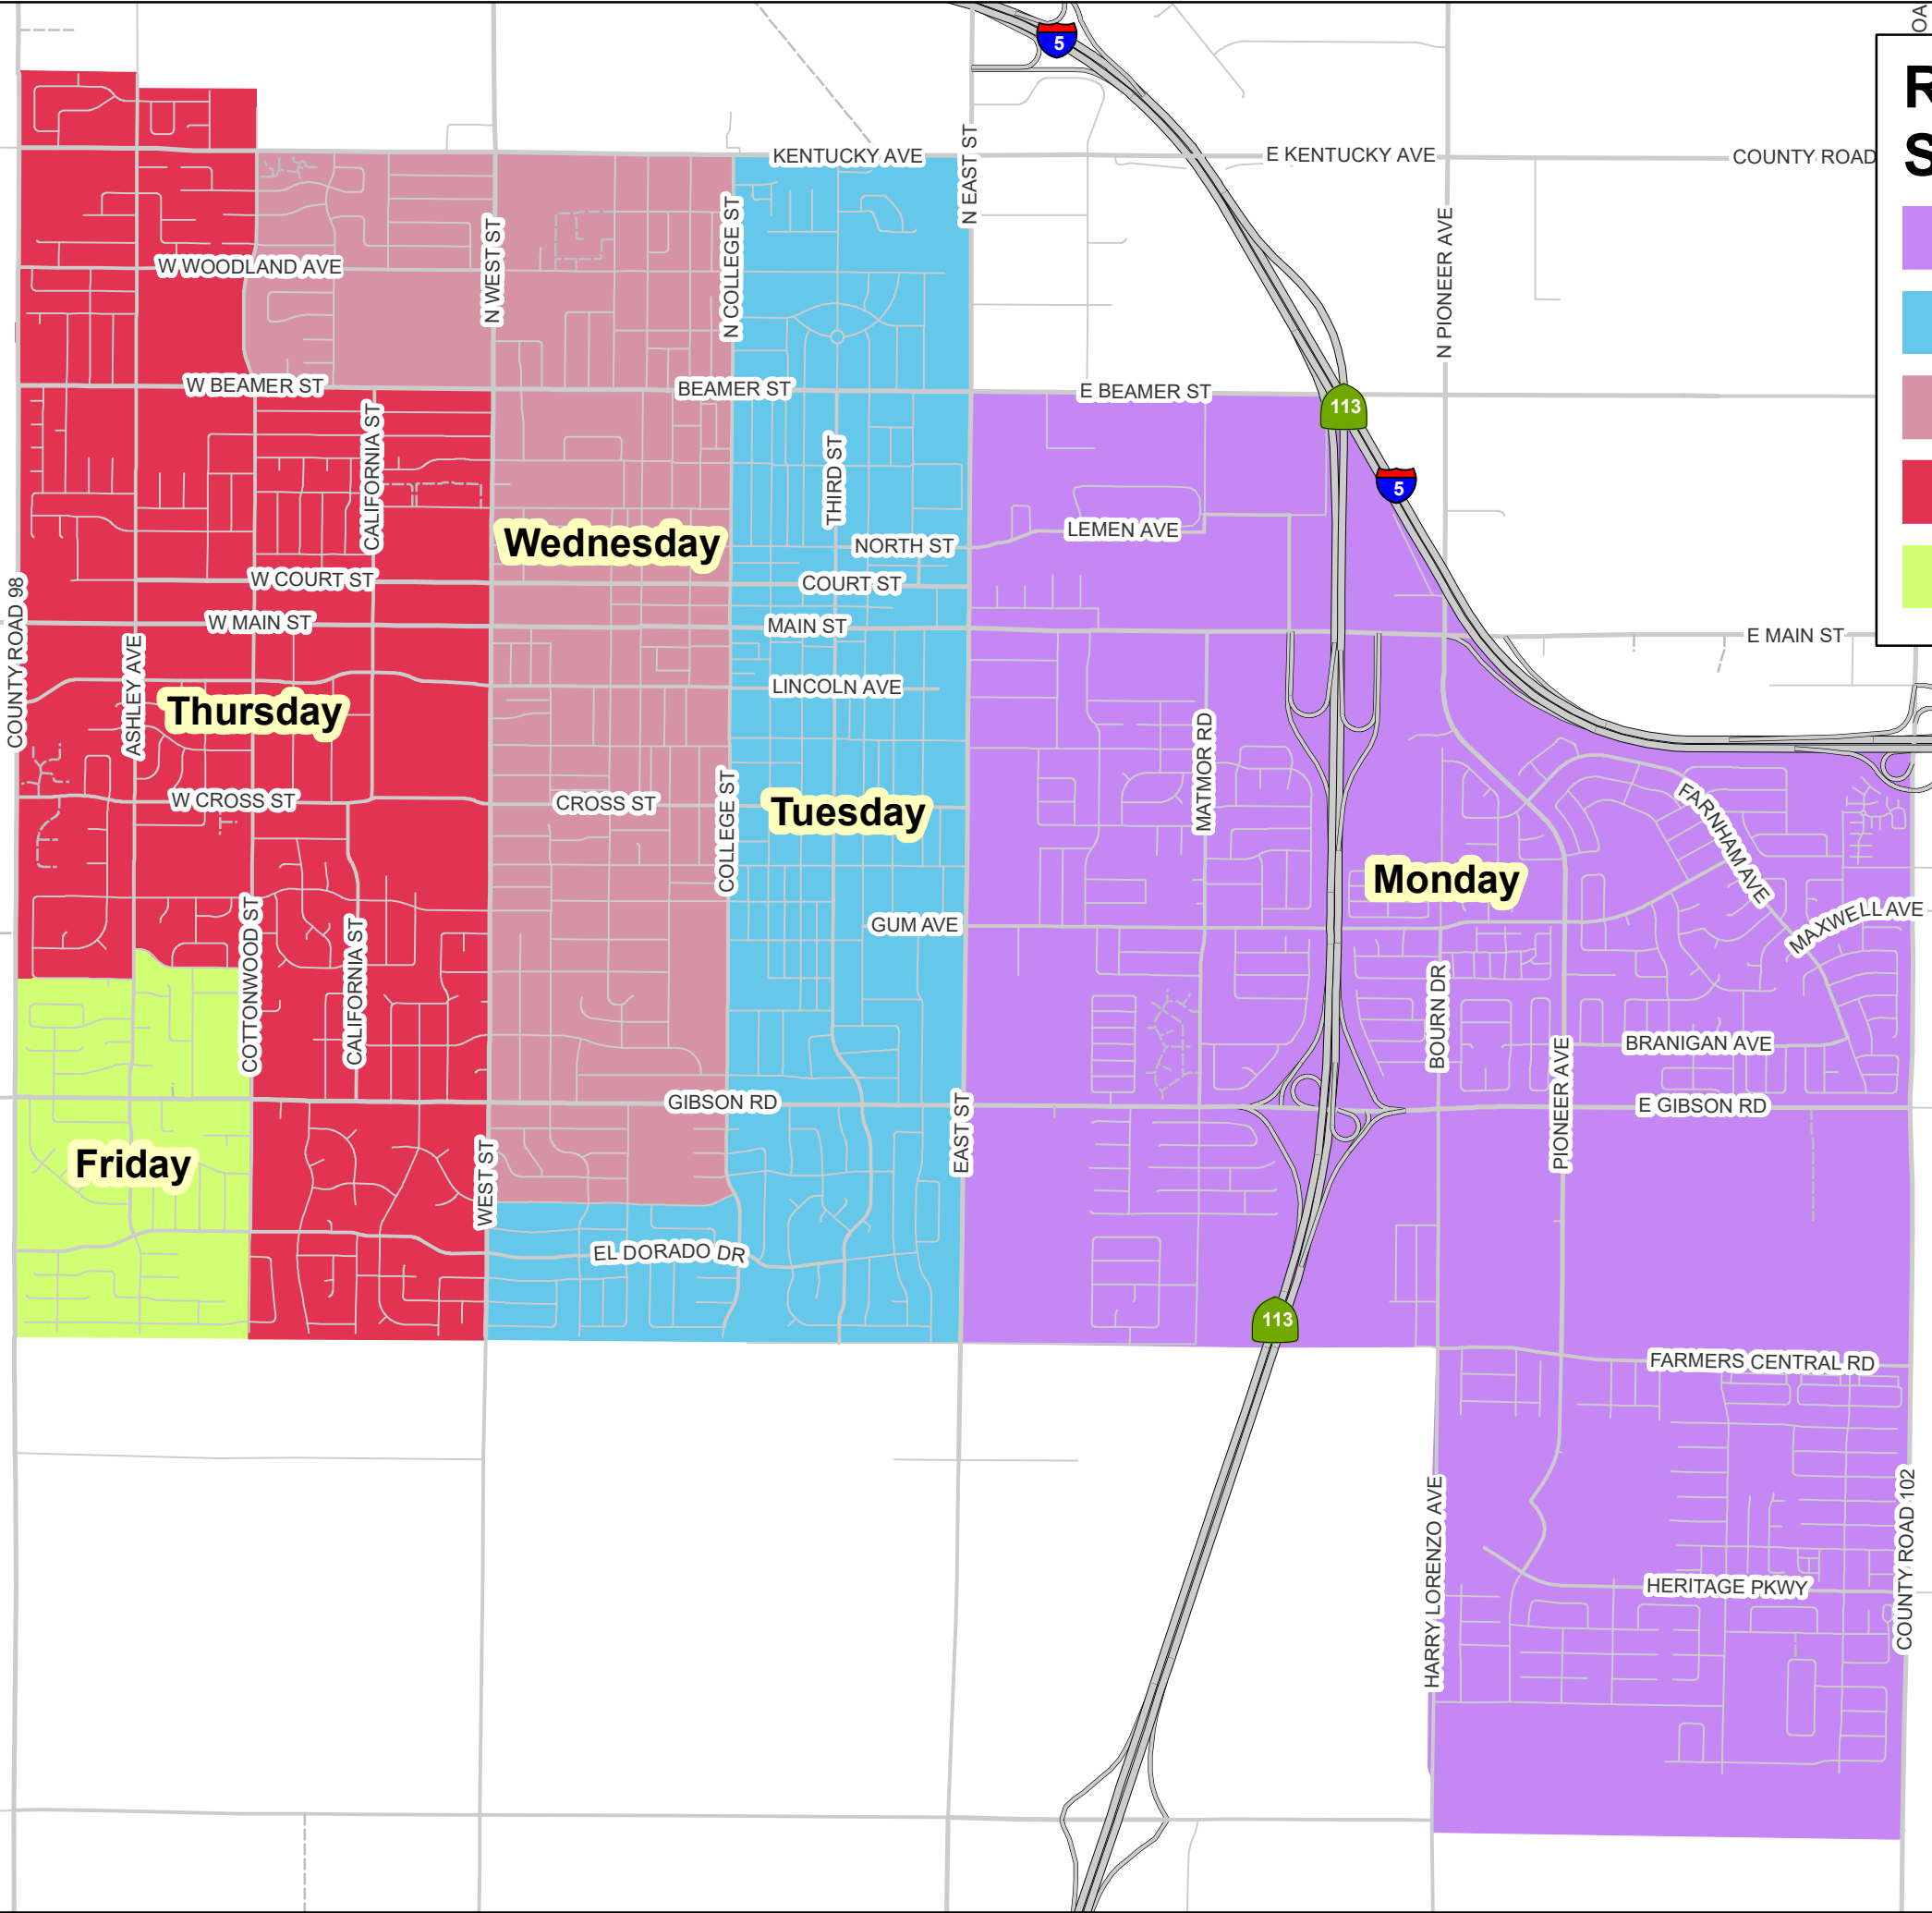 5
OA
R
S
KENTUCKY AVE
E KENTUCKY AVE
COUNTY ROAD
N EAST ST
N COLLEGE ST
N WEST ST
N PIONEER AVE
W WOODLAND AVE
W BEAMER ST
BEAMER ST
E BEAMER ST
113
CALIFORNIA ST
THIRD ST
5
Wednesday
LEMEN AVE
NORTH ST
W COURT ST
COURT ST
COUNTY ROAD 98
W MAIN ST
MAIN ST
E MAIN ST
ASHLEY AVE
LINCOLN AVE
Thursday
MATMOR RD
W CROSS ST
CROSS ST
COLLEGE ST
Tuesday
FARNHAM AVE
Monday
MAXWELL AVE
GUM AVE
COTTONWOOD ST
CALIFORNIA ST
BOURN DR
BRANIGAN AVE
PIONEER AVE
GIBSON RD
E GIBSON RD
EAST ST
Friday
WEST ST
EL DORADO DR
113
FARMERS CENTRAL RD
HARRY LORENZO AVE
COUNTY ROAD 102
HERITAGE PKWY